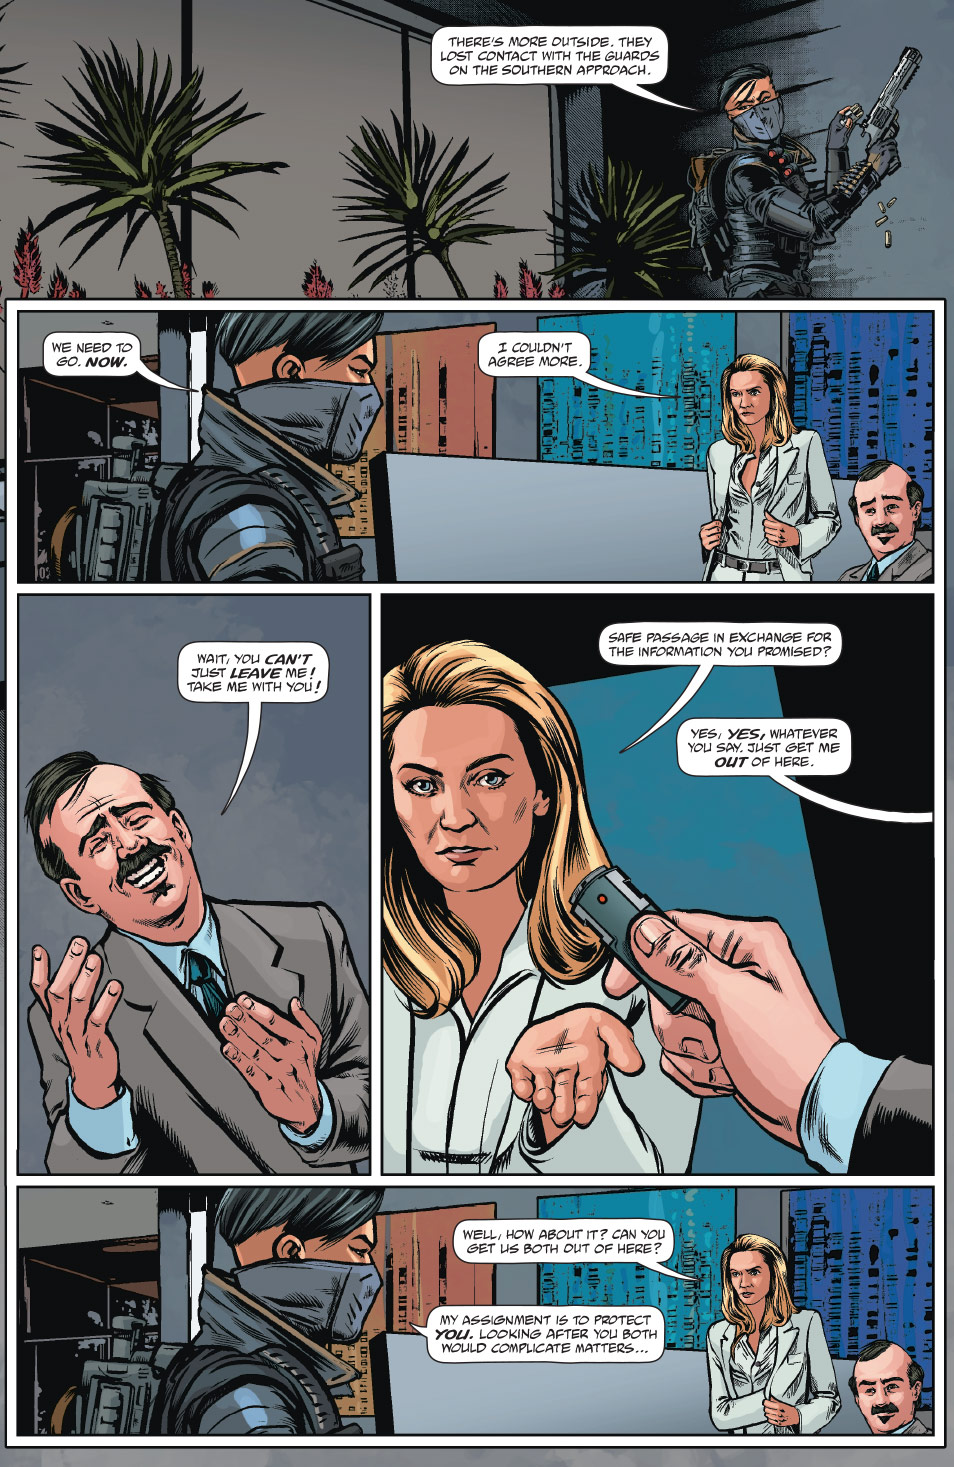 THERE'S MORE OUTSIDE. THEY
LOST CONTACT WITH THE GUARDS
ON THE SOUTHERN APPROACH.
WE NEED TO
GO. NOW.
I COULDN'T
AGREE MORE.
WAIT, YOU CAN'T
JUST LEAVE ME!
TAKE ME WITH YOU!
SAFE PASSAGE IN EXCHANGE FOR
THE INFORMATION YOU PROMISED?
YES, YES, WHATEVER
YOU SAY. JUST GET ME
OUT OF HERE.
WELL, HOW ABOUT IT? CAN YOU
GET US BOTH OUT OF HERE?
MY ASSIGNMENT IS TO PROTECT
YOU. LOOKING AFTER YOU BOTH
WOULD COMPLICATE MATTERS...